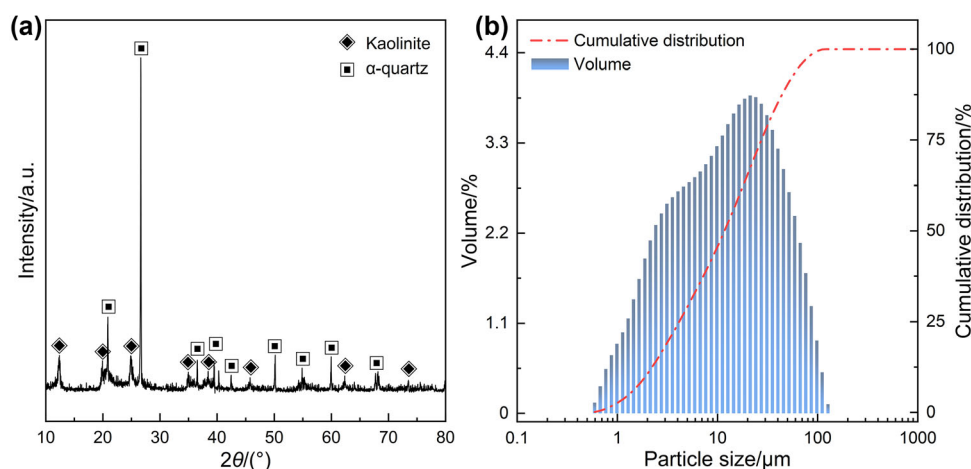 (a)
Kaolinite
α-quartz
Intensity/a.u.
10 20 30 40 50 60 70 80
2θ/(°)
(b)
Cumulative distribution
Volume
4.4
3.3
2.2
1.1
0
Volume/%
100
75
50
25
0
Cumulative distribution/%
0.1 1 10 100 1000
Particle size/μm